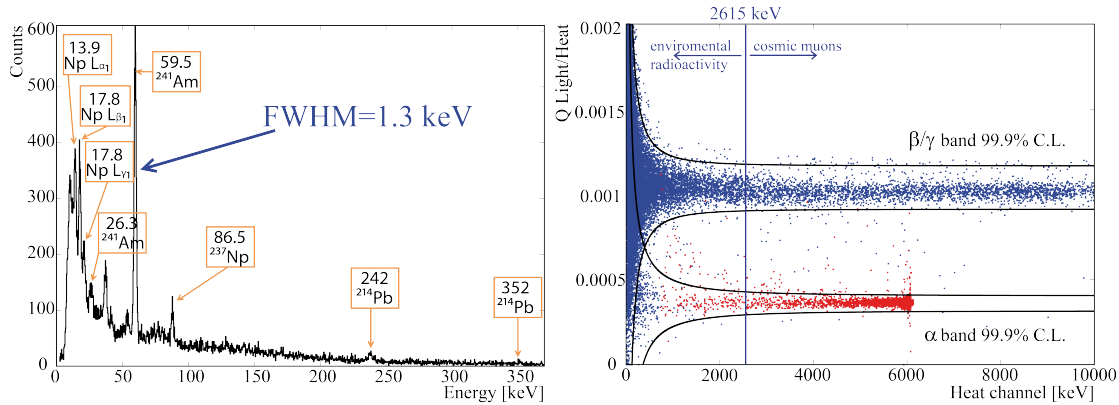 Counts
600
500
400
300
200
100
0
0
50
100
150
200
250
300
350
Energy [keV]
13.9
Np Lα1
17.8
Np Lβ1
17.8
Np Lγ1
26.3
241Am
59.5
241Am
FWHM=1.3 keV
86.5
237Np
242
214Pb
352
214Pb
2615 keV
enviromental
radioactivity
cosmic muons
Q Light/Heat
0.002
0.0015
0.001
0.0005
0
β/γ band 99.9% C.L.
α band 99.9% C.L.
0
2000
4000
6000
8000
10000
Heat channel [keV]